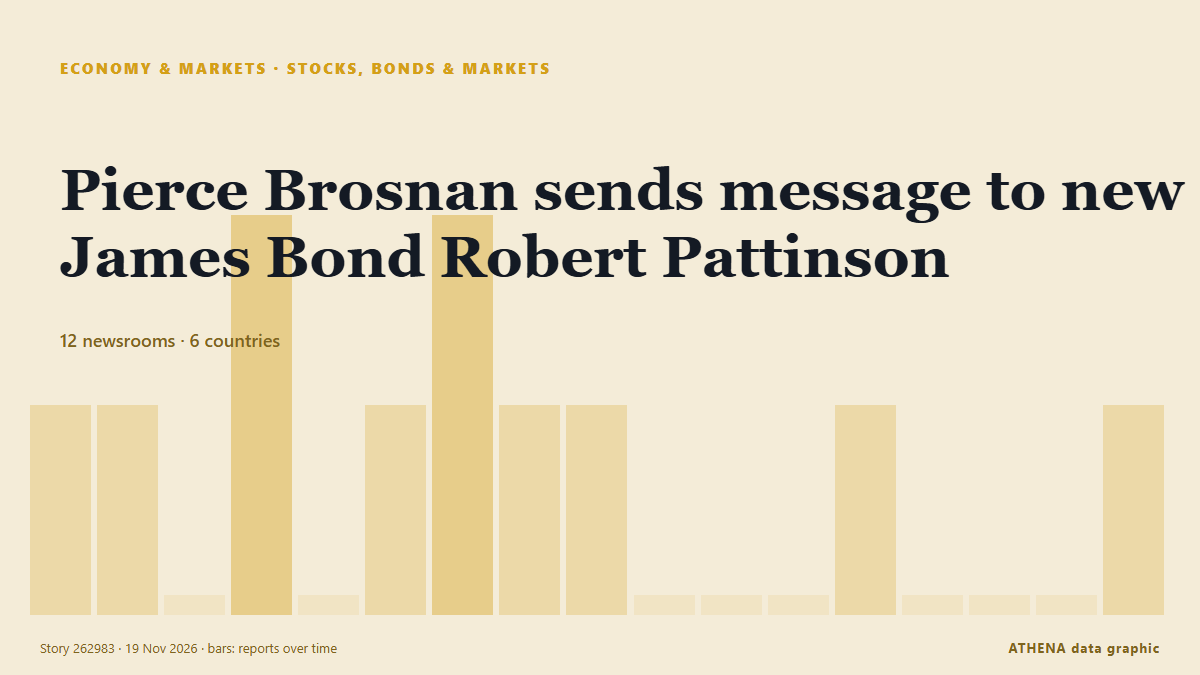 ECONOMY & MARKETS · STOCKS, BONDS & MARKETS
Pierce Brosnan sends message to new
James Bond Robert Pattinson
12 newsrooms · 6 countries
Story 262983 · 19 Nov 2026 · bars: reports over time
ATHENA data graphic